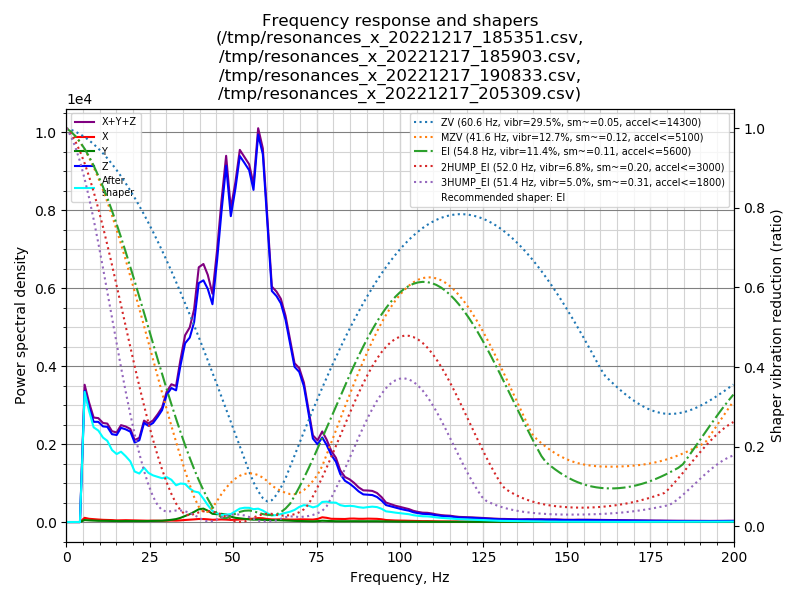 Frequency response and shapers
(/tmp/resonances_x_20221217_185351.csv,
/tmp/resonances_x_20221217_185903.csv,
/tmp/resonances_x_20221217_190833.csv,
/tmp/resonances_x_20221217_205309.csv)
1e4
X+Y+Z
X
Y
Z
After
shaper
ZV (60.6 Hz, vibr=29.5%, sm~=0.05, accel<=14300)
MZV (41.6 Hz, vibr=12.7%, sm~=0.12, accel<=5100)
EI (54.8 Hz, vibr=11.4%, sm~=0.11, accel<=5600)
2HUMP_EI (52.0 Hz, vibr=6.8%, sm~=0.20, accel<=3000)
3HUMP_EI (51.4 Hz, vibr=5.0%, sm~=0.31, accel<=1800)
Recommended shaper: EI
Power spectral density
1.0
0.8
0.6
0.4
0.2
0.0
Shaper vibration reduction (ratio)
1.0
0.8
0.6
0.4
0.2
0.0
0 25 50 75 100 125 150 175 200
Frequency, Hz